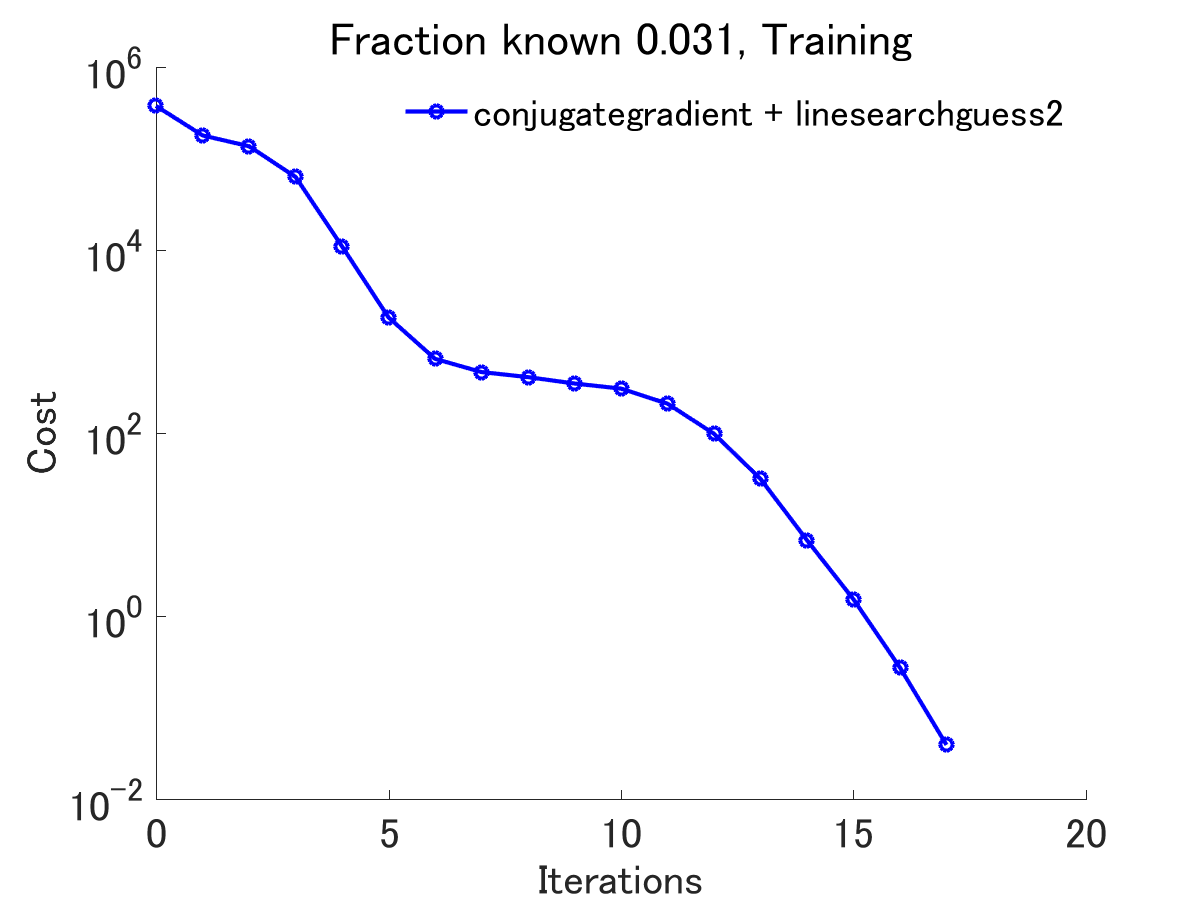 Fraction known 0.031, Training
conjugategradient + linesearchguess2
10^6
10^4
10^2
10^0
10^-2
Cost
0 5 10 15 20
Iterations